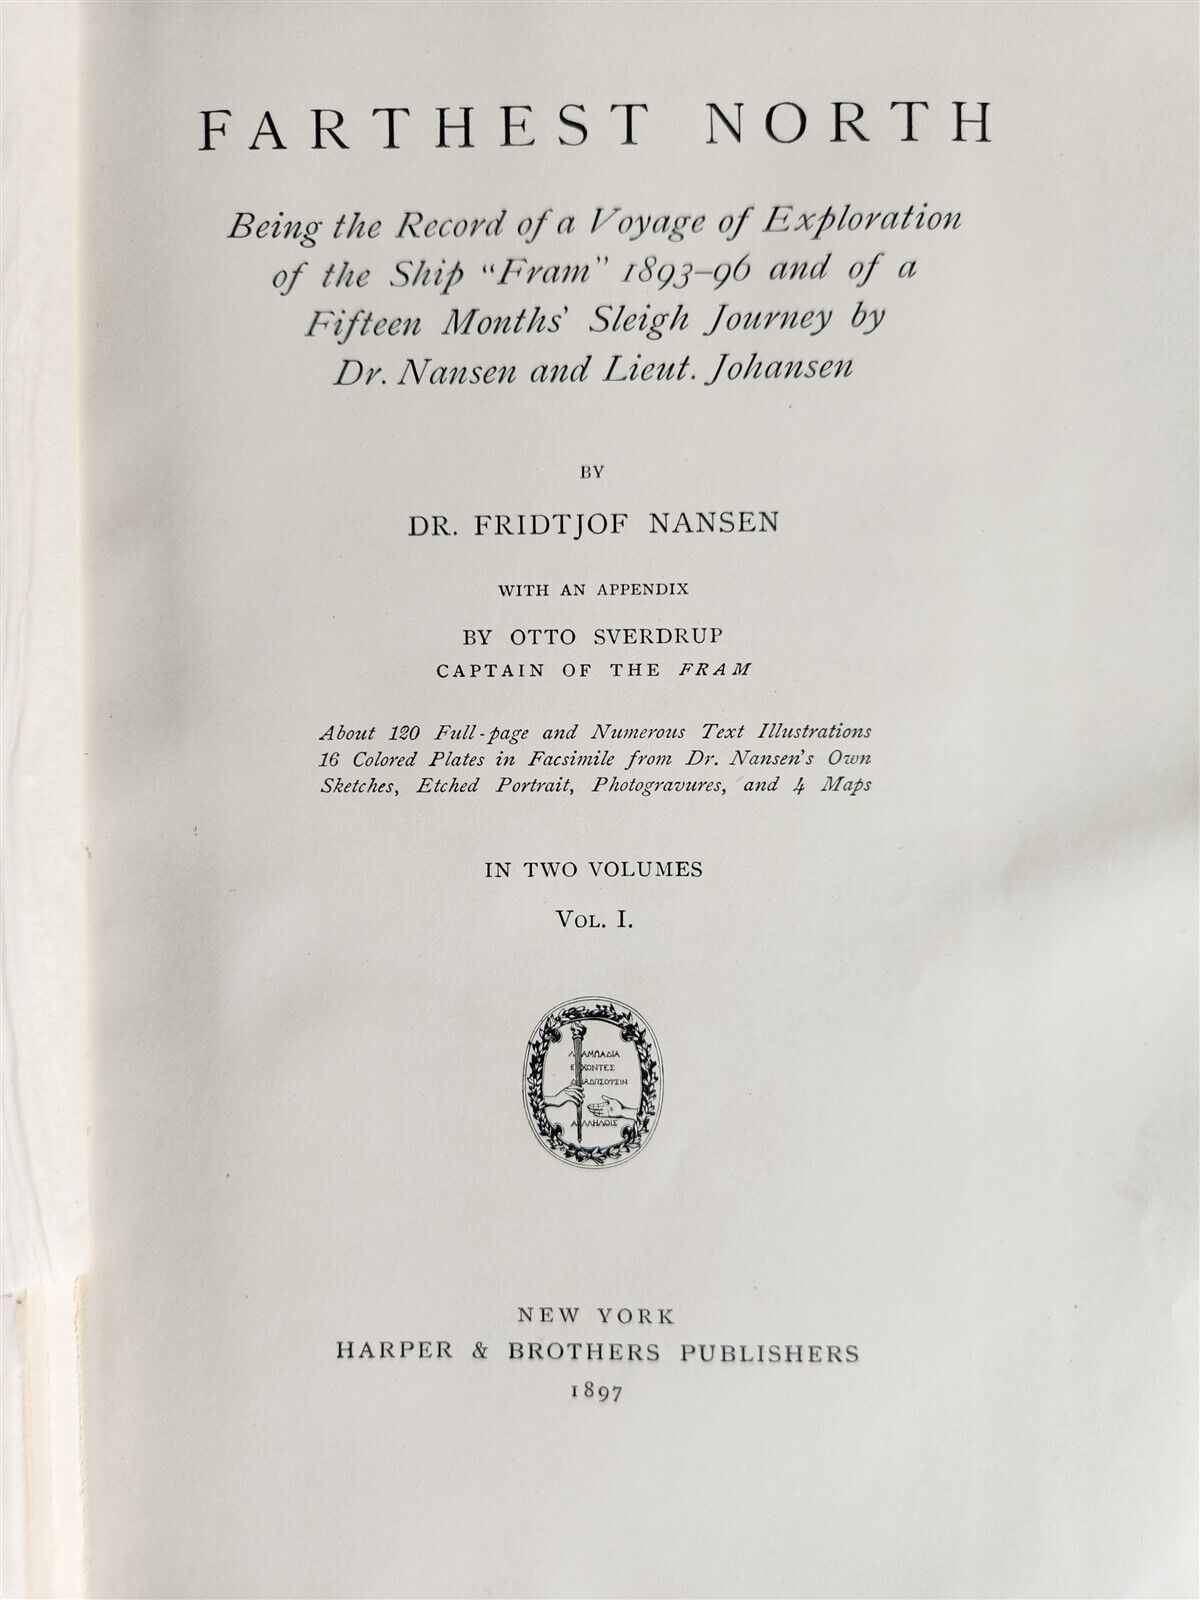 FARTHEST NORTH
Being the Record of a Voyage of Exploration
of the Ship "Fram" 1893–96 and of a
Fifteen Months' Sleigh Journey by
Dr. Nansen and Lieut. Johansen
BY
DR. FRIDTJOF NANSEN
WITH AN APPENDIX
BY OTTO SVERDRUP
CAPTAIN OF THE FRAM
About 120 Full-page and Numerous Text Illustrations
16 Colored Plates in Facsimile from Dr. Nansen's Own
Sketches, Etched Portrait, Photogravures, and 4 Maps
IN TWO VOLUMES
VOL. I.
NEW YORK
HARPER & BROTHERS PUBLISHERS
1897